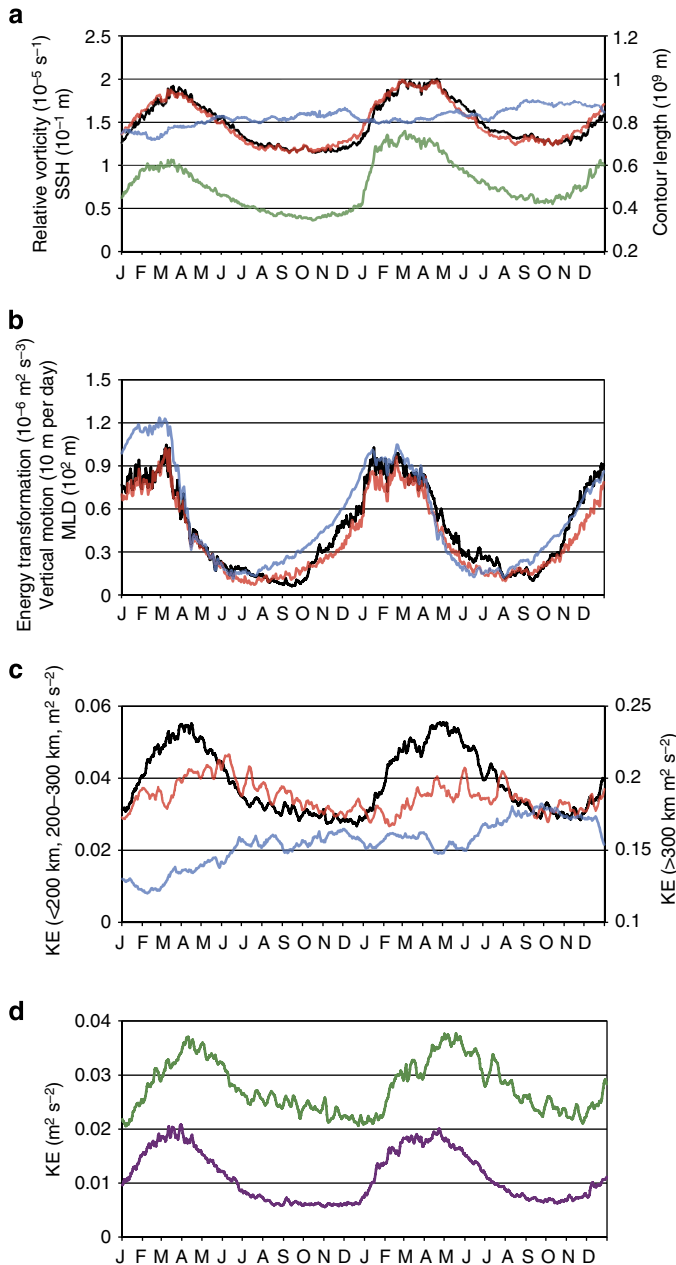 a
Relative vorticity (10⁻⁵ s⁻¹)
SSH (10⁻¹ m)
2.5
2
1.5
1
0.5
0
1.2
1
0.8
0.6
0.4
0.2
Contour length (10⁹ m)
J F M A M J J A S O N D J F M A M J J A S O N D
b
Energy transformation (10⁻⁶ m² s⁻³)
Vertical motion (10 m per day)
MLD (10² m)
1.5
1.2
0.9
0.6
0.3
0
J F M A M J J A S O N D J F M A M J J A S O N D
c
KE (<200 km, 200–300 km, m² s⁻²)
0.06
0.04
0.02
0
0.25
0.2
0.15
0.1
KE (>300 km m² s⁻²)
J F M A M J J A S O N D J F M A M J J A S O N D
d
KE (m² s⁻²)
0.04
0.03
0.02
0.01
0
J F M A M J J A S O N D J F M A M J J A S O N D